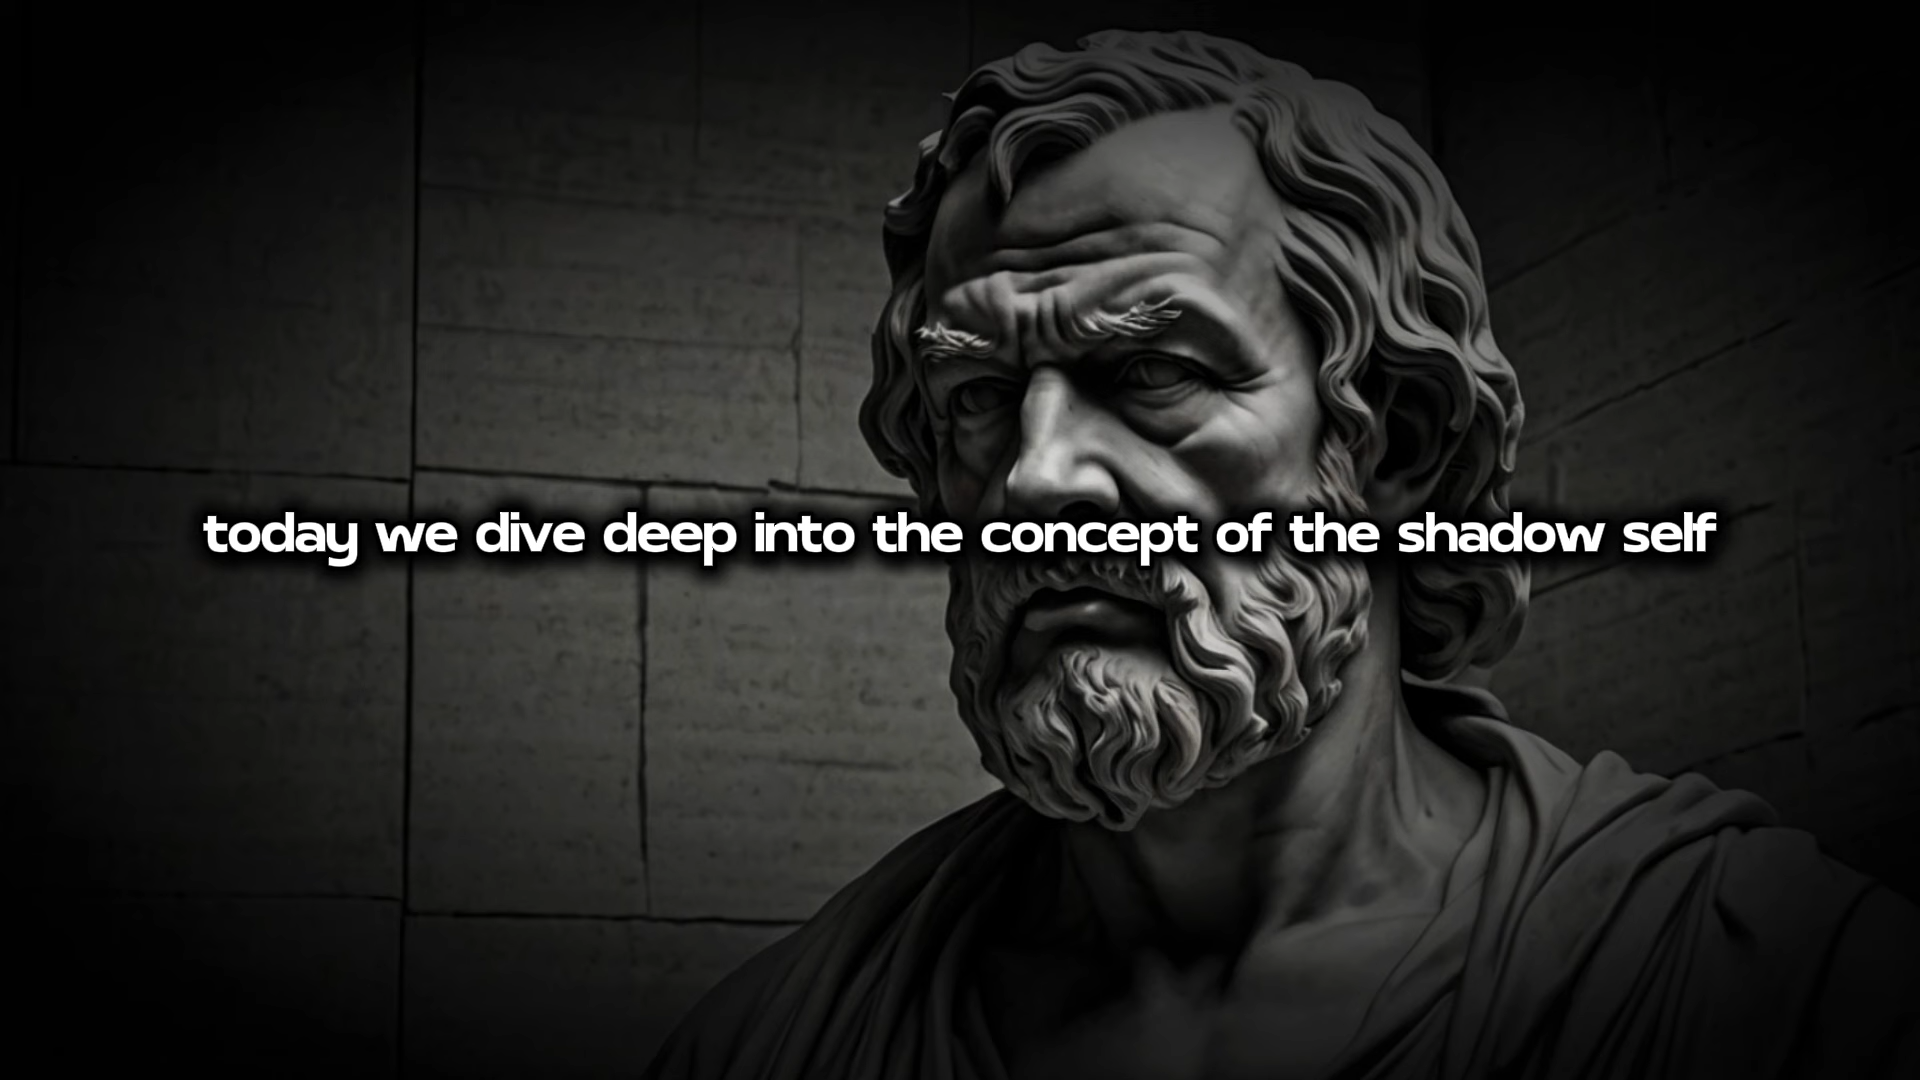 today we dive deep into the concept of the shadow self